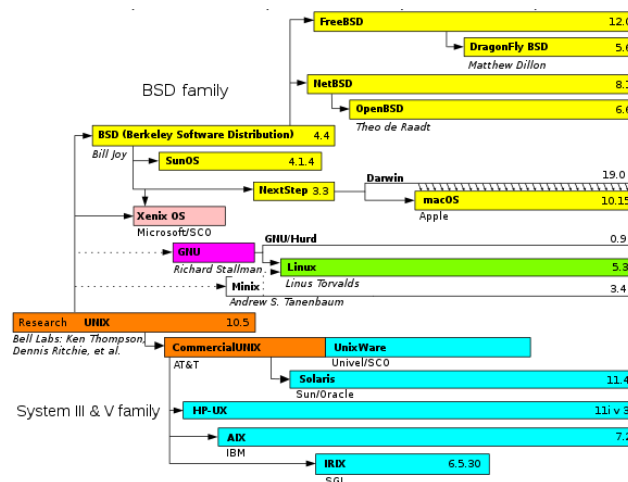 FreeBSD 12.0
DragonFly BSD 5.6
Matthew Dillon
BSD family
NetBSD 8.1
OpenBSD 6.6
Theo de Raadt
BSD (Berkeley Software Distribution) 4.4
Bill Joy
SunOS 4.1.4
Darwin 19.0
NextStep 3.3
macOS 10.15
Apple
Xenix OS
Microsoft/SCO
GNU/Hurd 0.9
GNU
Richard Stallman
Linux 5.3
Linus Torvalds
Minix 3.4
Andrew S. Tanenbaum
Research UNIX 10.5
Bell Labs: Ken Thompson,
Dennis Ritchie, et al.
CommercialUNIX UnixWare
AT&T Univel/SCO
Solaris 11.4
Sun/Oracle
System III & V family
HP-UX 11i v 3
AIX 7.2
IBM
IRIX 6.5.30
SGI